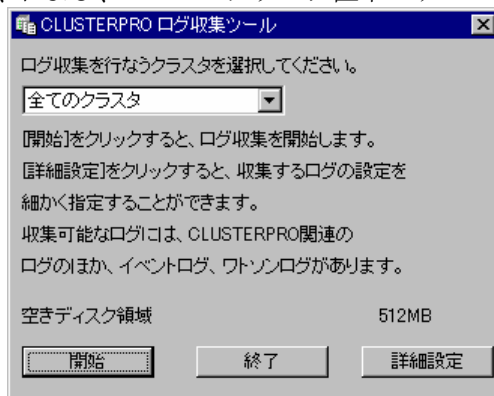 CLUSTERPRO ログ収集ツール
ログ収集を行なうクラスタを選択してください。
全てのクラスタ
[開始]をクリックすると、ログ収集を開始します。
[詳細設定]をクリックすると、収集するログの設定を
細かく指定することができます。
収集可能なログには、CLUSTERPRO関連の
ログのほか、イベントログ、ワトソンログがあります。
空きディスク領域 512MB
開始 終了 詳細設定